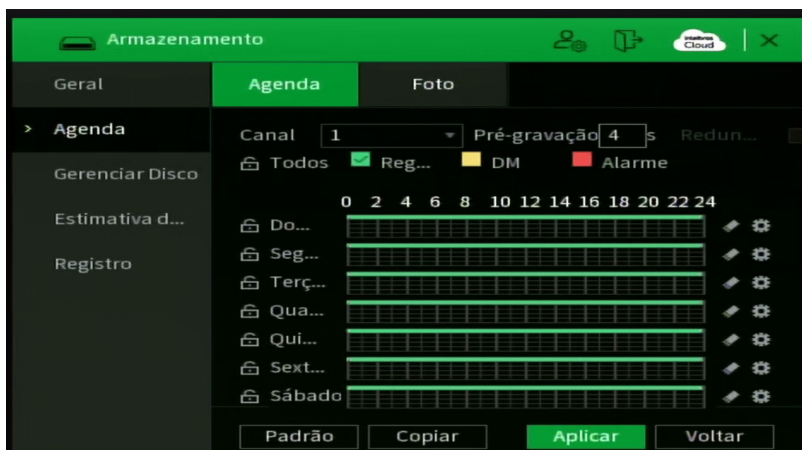 Armazenamento
intelbras Cloud
Geral
Agenda
Foto
Agenda
Canal 1 Pré-gravação 4 s Redun...
Todos Reg... DM Alarme
Gerenciar Disco
0 2 4 6 8 10 12 14 16 18 20 22 24
Estimativa d...
Do...
Seg...
Registro
Terç...
Qua...
Qui...
Sext...
Sábado
Padrão Copiar Aplicar Voltar